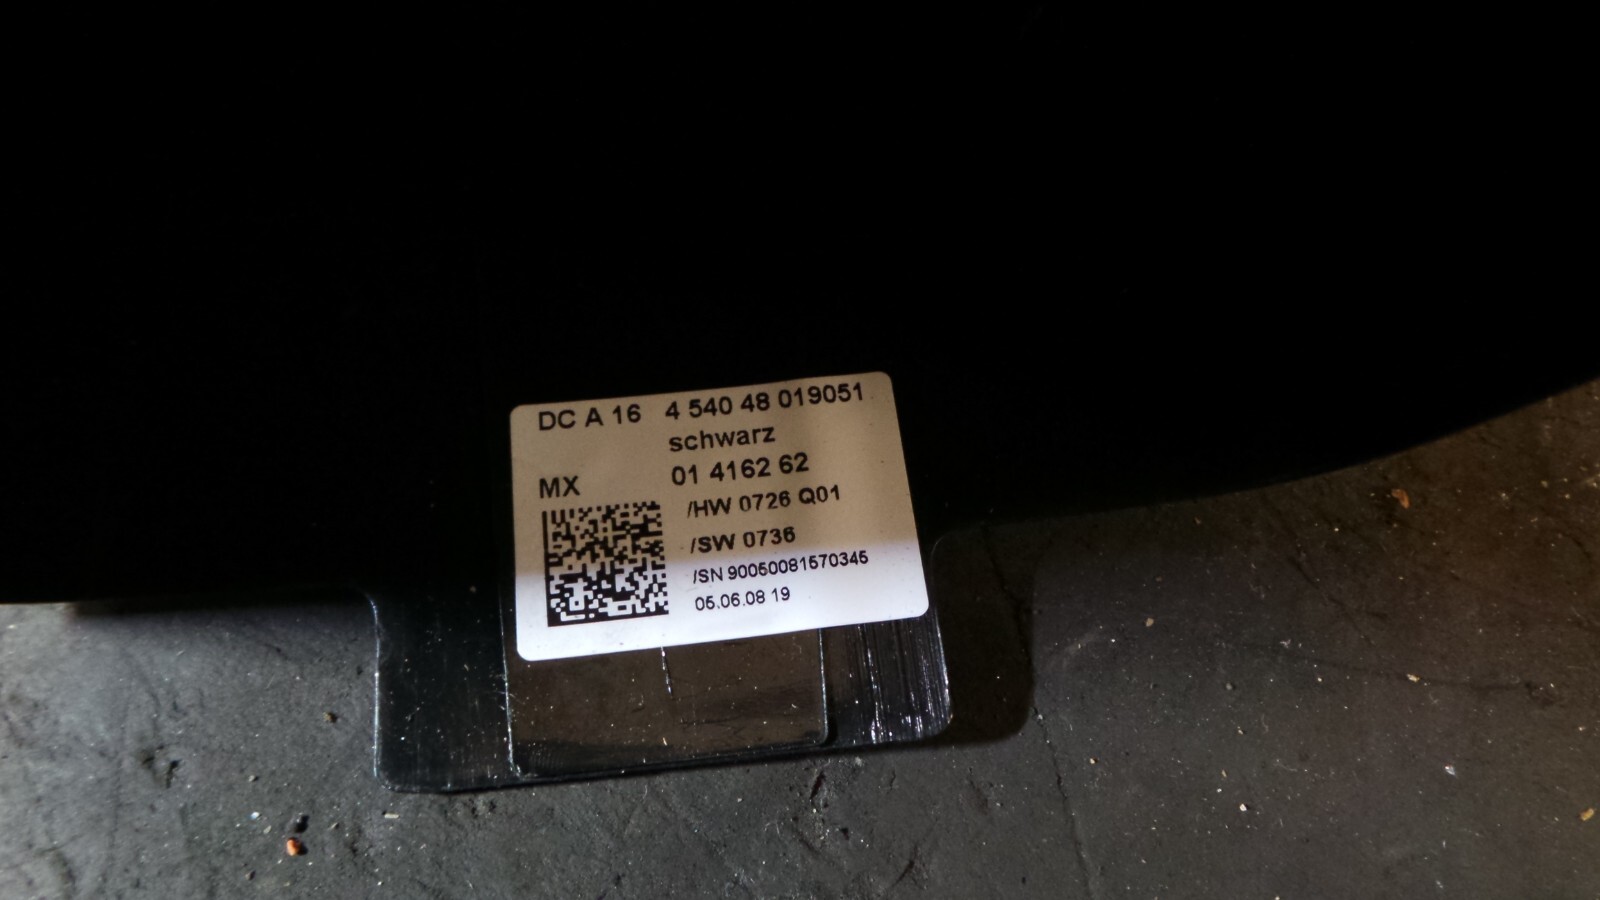 DC A 16 4 540 48 019051
schwarz
01 4162 62
MX
/HW 0726 Q01
/SW 0736
/SN 90050081570345
05.06.08 19